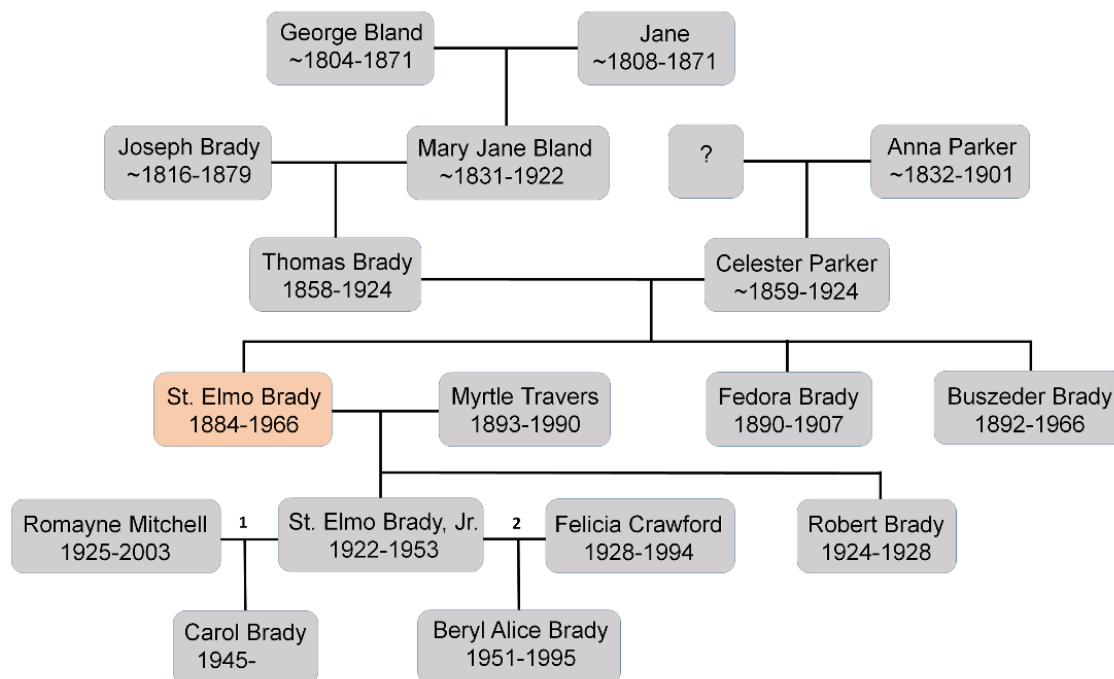 George Bland
~1804-1871
Jane
~1808-1871
Joseph Brady
~1816-1879
Mary Jane Bland
~1831-1922
?
Anna Parker
~1832-1901
Thomas Brady
1858-1924
Celester Parker
~1859-1924
St. Elmo Brady
1884-1966
Myrtle Travers
1893-1990
Fedora Brady
1890-1907
Buszeder Brady
1892-1966
Romayne Mitchell
1925-2003
1
St. Elmo Brady, Jr.
1922-1953
2
Felicia Crawford
1928-1994
Robert Brady
1924-1928
Carol Brady
1945-
Beryl Alice Brady
1951-1995